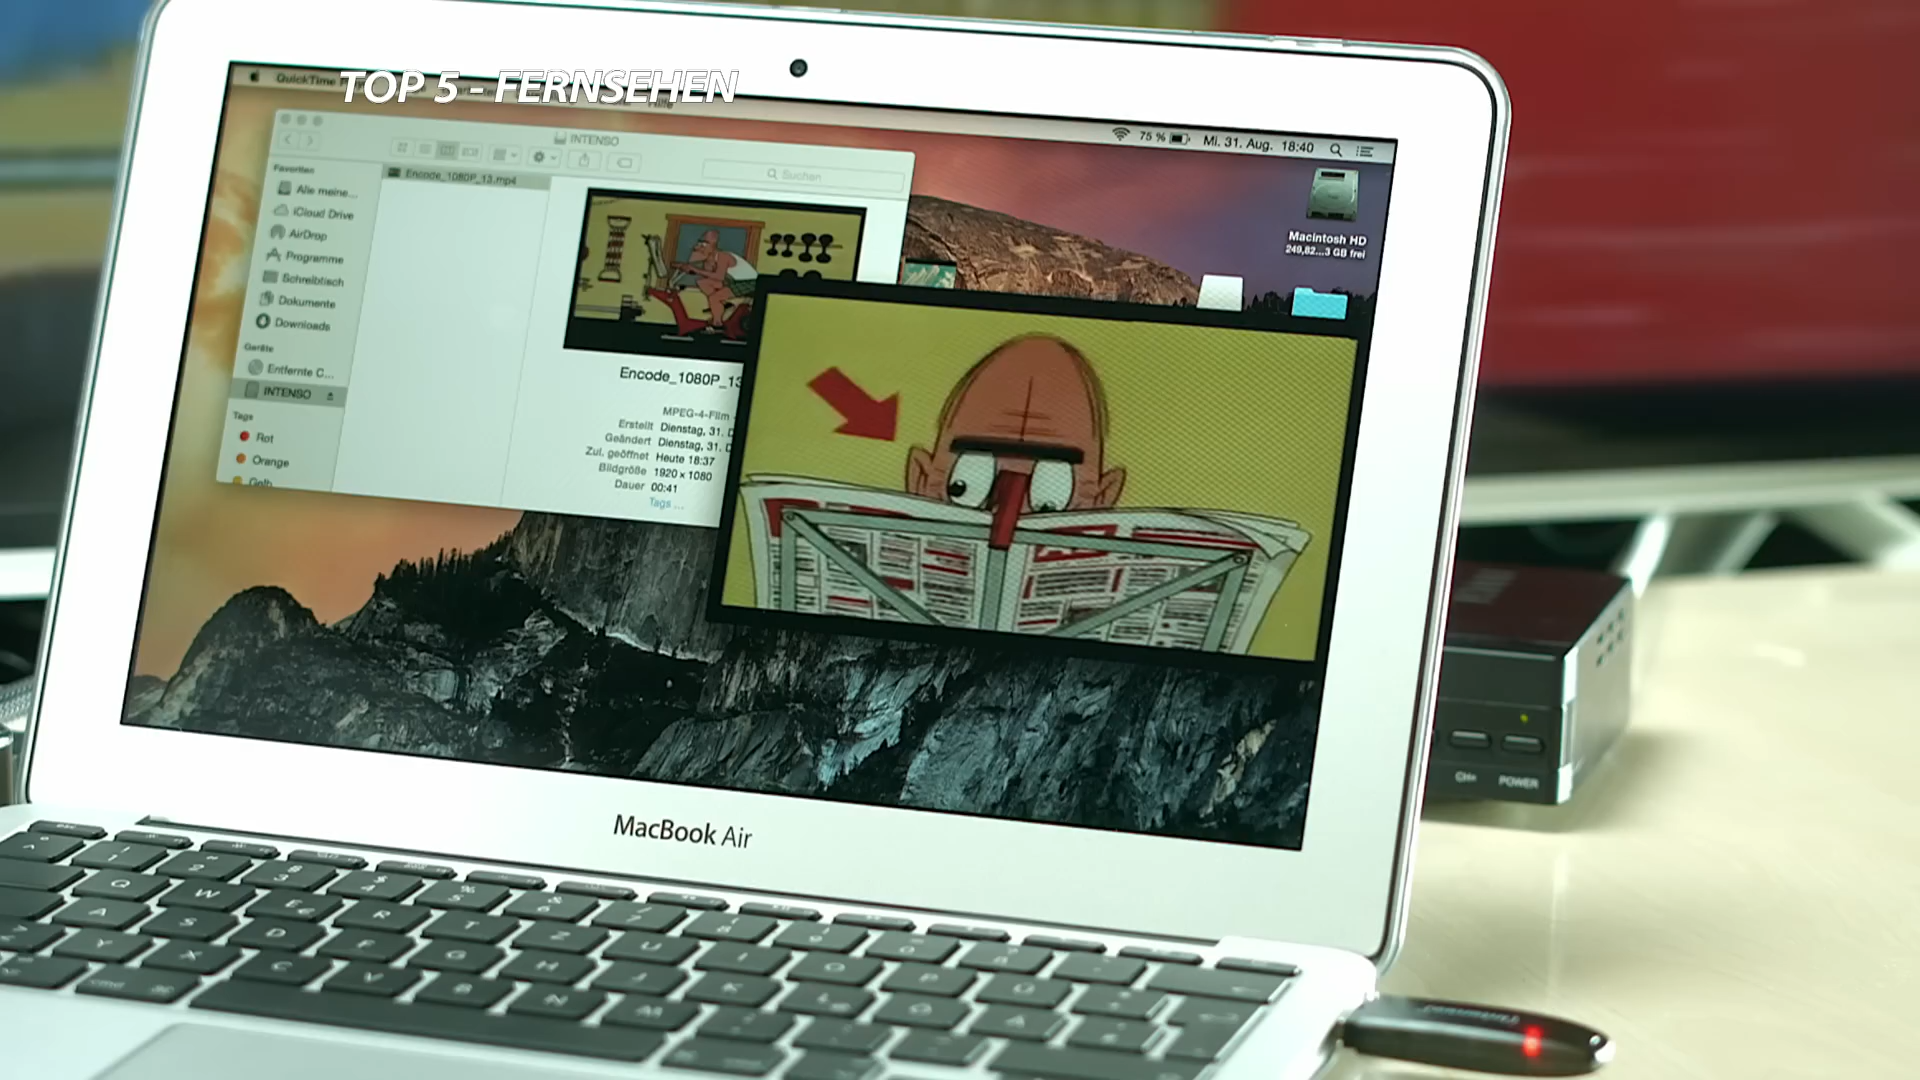 TOP 5 - FERNSEHEN
QuickTime
Hilfe
75 %
Mi. 31. Aug. 18:40
INTENSO
Suchen
Favoriten
Alle meine...
iCloud Drive
AirDrop
Programme
Schreibtisch
Dokumente
Downloads
Geräte
Entfernte C...
INTENSO
Tags
Rot
Orange
Gelb
Encode_1080P_13.mp4
Encode_1080P_13
MPEG-4-Film -
Erstellt Dienstag, 31. D
Geändert Dienstag, 31. D
Zul. geöffnet Heute 18:37
Bildgröße 1920 × 1080
Dauer 00:41
Tags ...
Macintosh HD
249,82...3 GB frei
MacBook Air
CH+
POWER
cmd
Q W E R T Z U I O P Ü
A S D F G H J K L Ö Ä
Y X C V B N M